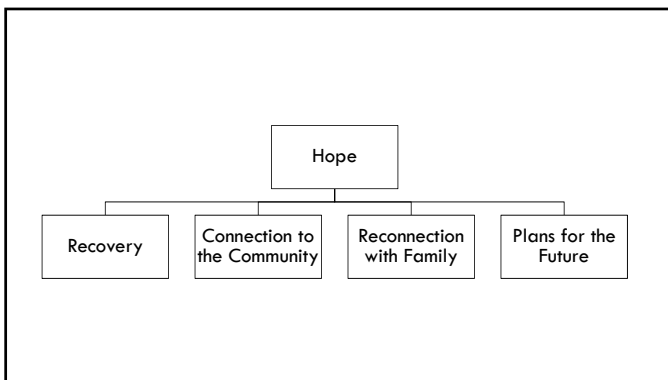 Hope
Recovery
Connection to
the Community
Reconnection
with Family
Plans for the
Future